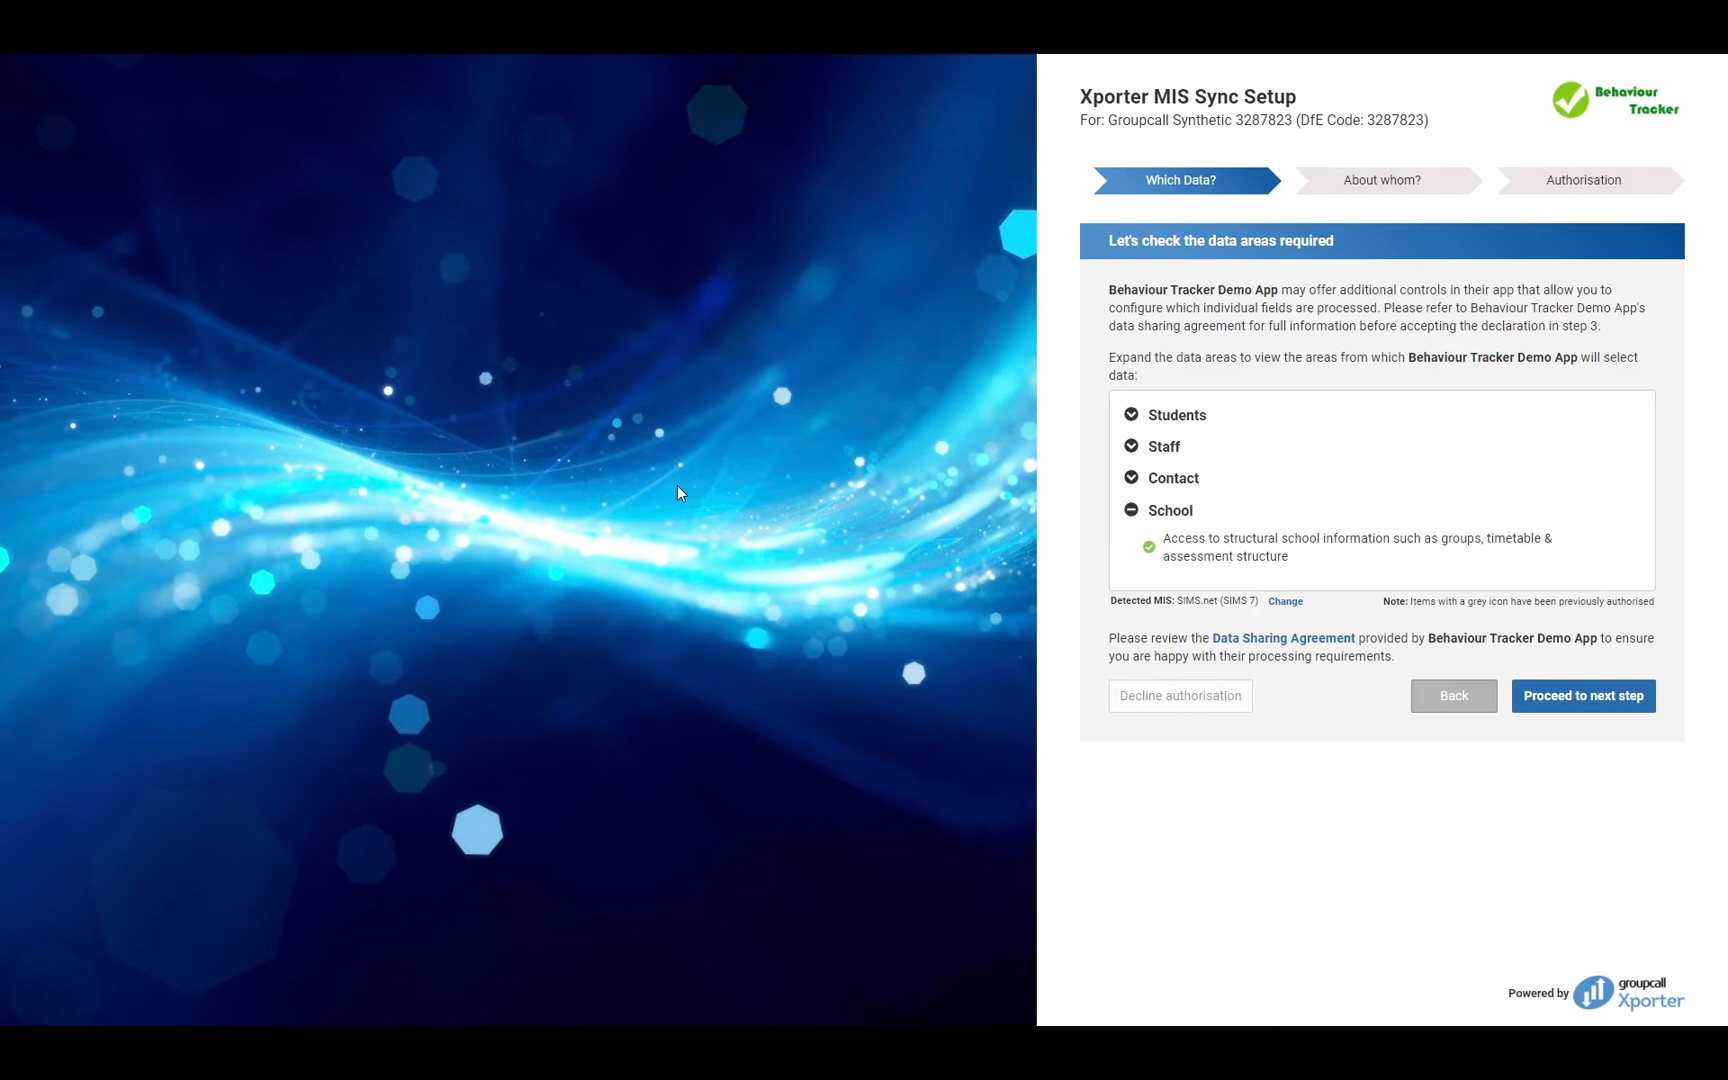 Xporter MIS Sync Setup
For: Groupcall Synthetic 3287823 (DfE Code: 3287823)
Behaviour
Tracker
Which Data?
About whom?
Authorisation
Let's check the data areas required
Behaviour Tracker Demo App may offer additional controls in their app that allow you to
configure which individual fields are processed. Please refer to Behaviour Tracker Demo App's
data sharing agreement for full information before accepting the declaration in step 3.
Expand the data areas to view the areas from which Behaviour Tracker Demo App will select
data:
Students
Staff
Contact
School
Access to structural school information such as groups, timetable &
assessment structure
Detected MIS: SIMS.net (SIMS 7) Change
Note: Items with a grey icon have been previously authorised
Please review the Data Sharing Agreement provided by Behaviour Tracker Demo App to ensure
you are happy with their processing requirements.
Decline authorisation
Back
Proceed to next step
Powered by
groupcall
Xporter